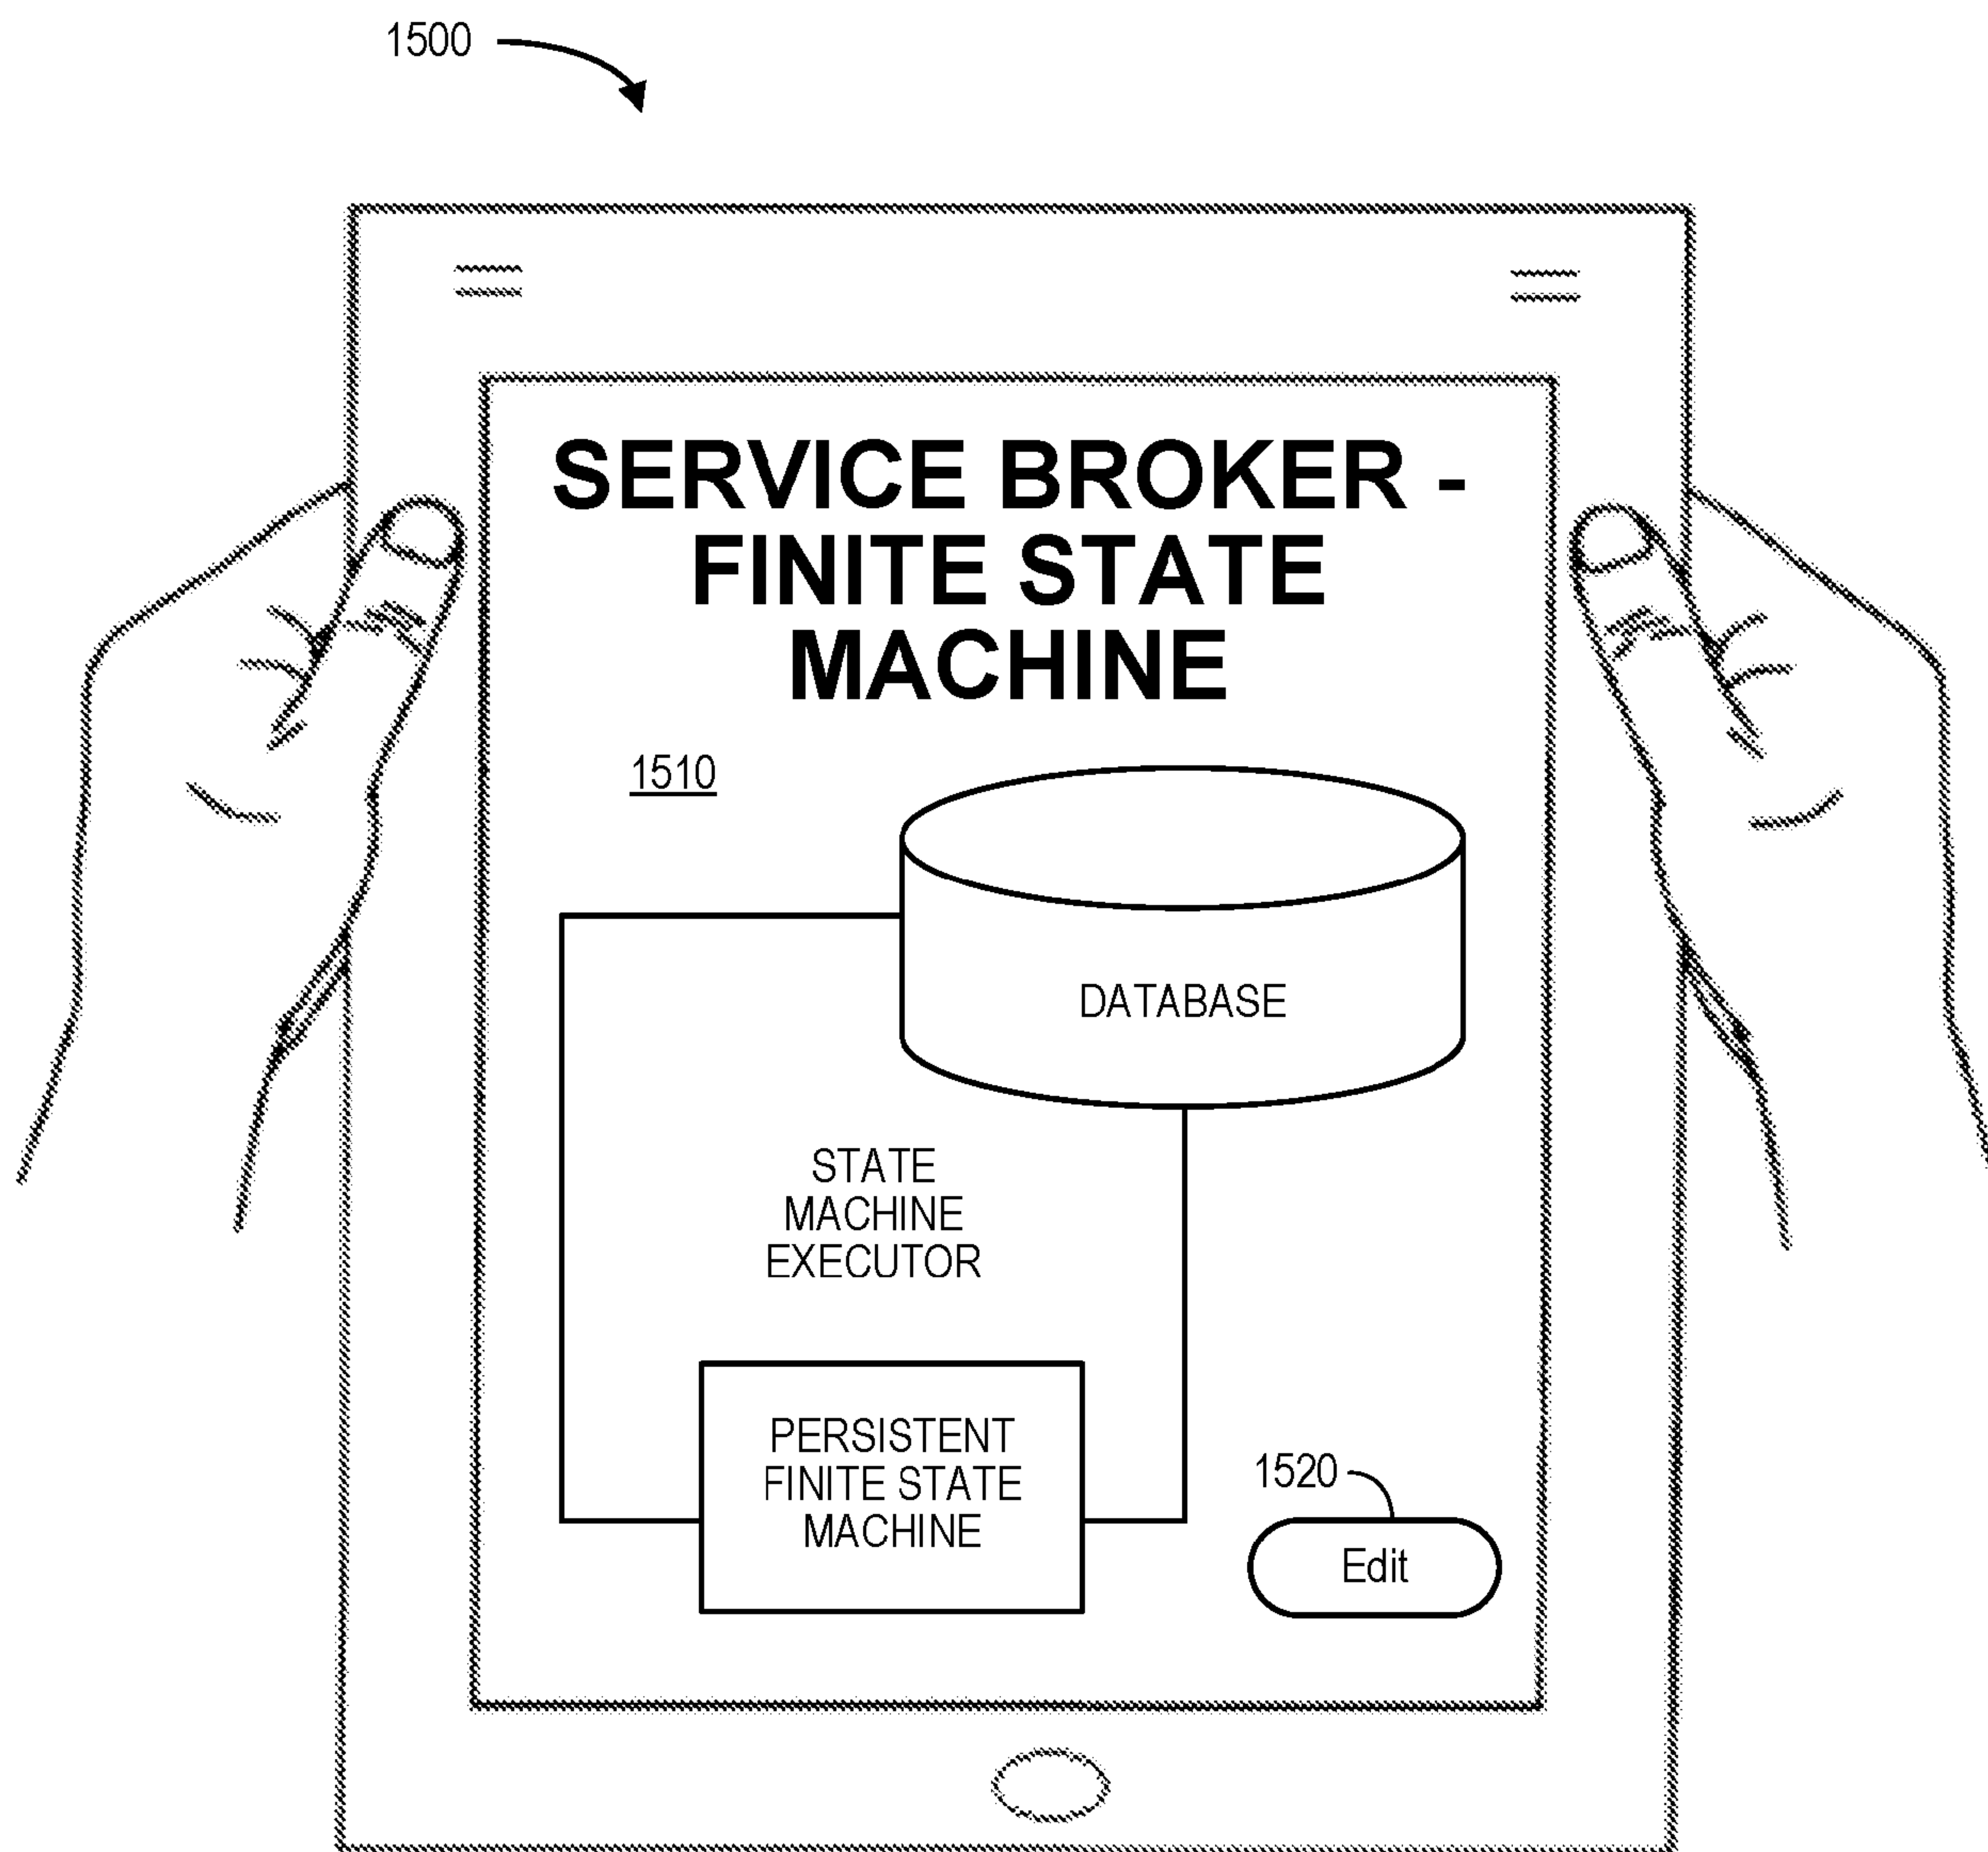 1500
SERVICE BROKER -
FINITE STATE
MACHINE
1510
DATABASE
STATE
MACHINE
EXECUTOR
PERSISTENT
FINITE STATE
MACHINE
1520
Edit